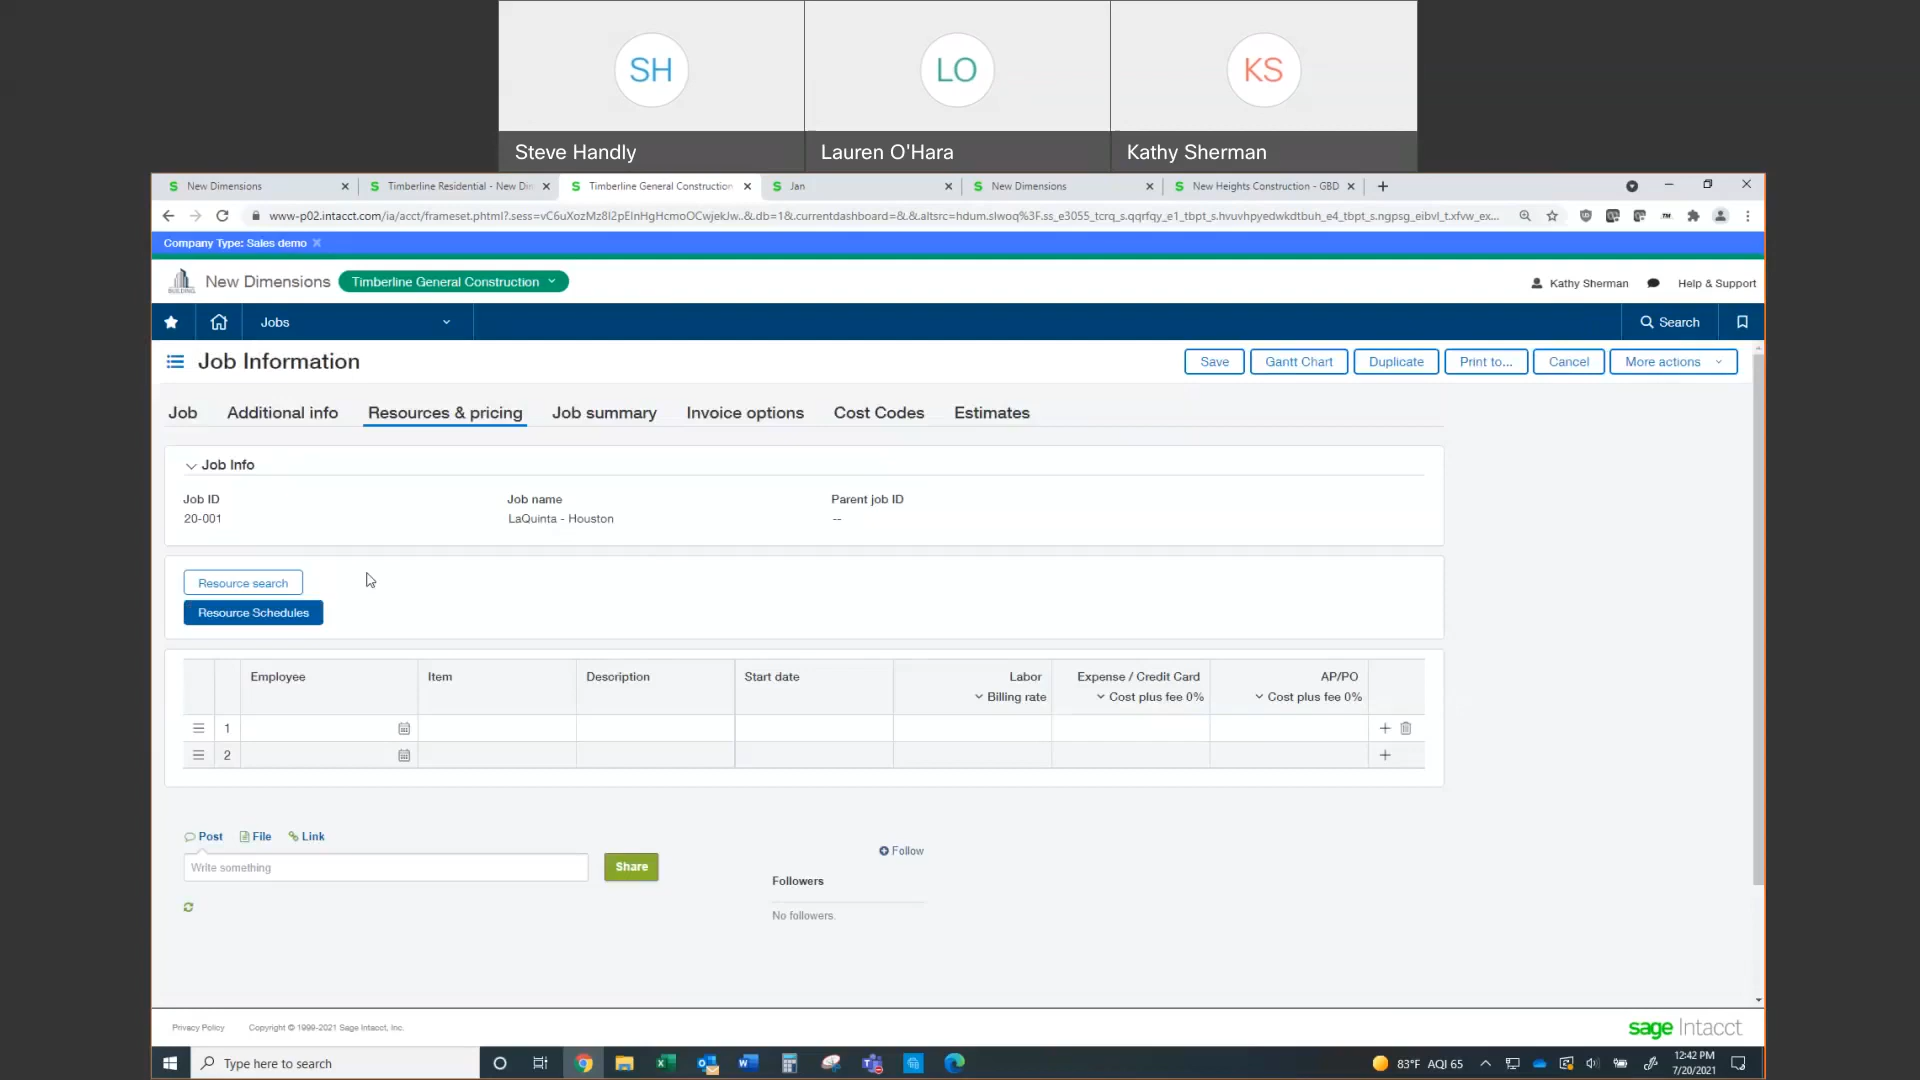 SH
LO
KS
Steve Handly
Lauren O'Hara
Kathy Sherman
New Dimensions
Timberline Residential - New Din
Timberline General Construction
Jan
New Dimensions
New Heights Construction - GBD
Company Type: Sales demo
New Dimensions
Timberline General Construction
Kathy Sherman
Help & Support
Jobs
Search
Job Information
Save
Gantt Chart
Duplicate
Print to...
Cancel
More actions
Job
Additional info
Resources & pricing
Job summary
Invoice options
Cost Codes
Estimates
Job Info
Job ID
Job name
Parent job ID
20-001
LaQuinta - Houston
--
Resource search
Resource Schedules
Employee
Item
Description
Start date
Labor
Billing rate
Expense / Credit Card
Cost plus fee 0%
AP/PO
Cost plus fee 0%
1
2
Post
File
Link
Write something
Share
Follow
Followers
No followers.
Privacy Policy
Copyright © 1999-2021 Sage Intacct, Inc.
sage Intacct
Type here to search
83°F AQI 65
12:42 PM
7/20/2021